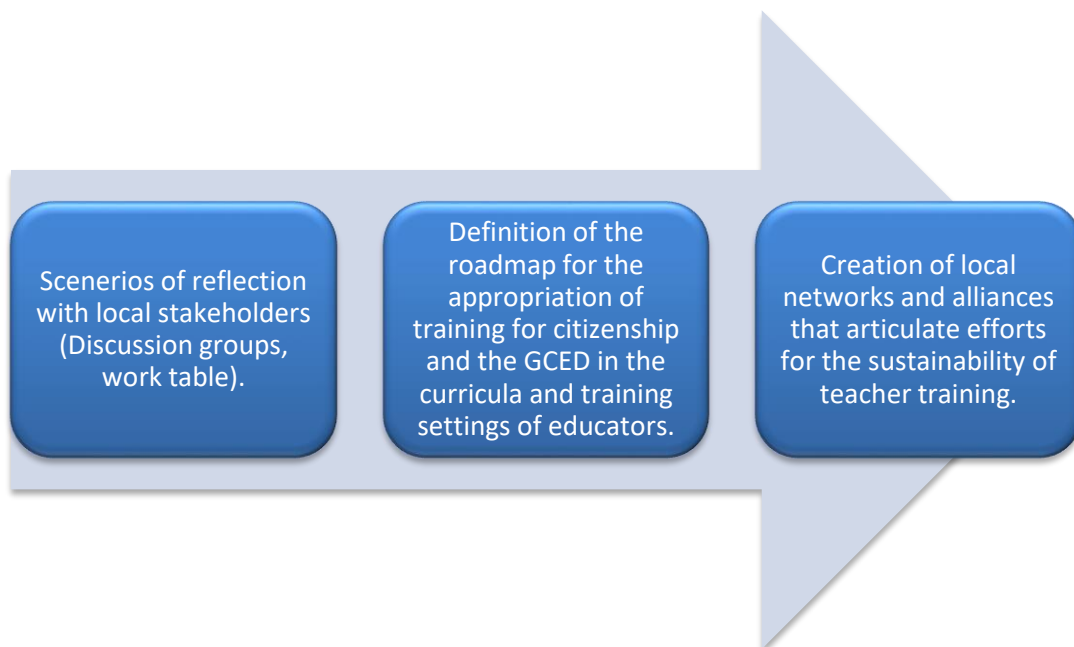 Scenerios of reflection
with local stakeholders
(Discussion groups,
work table).
Definition of the
roadmap for the
appropriation of
training for citizenship
and the GCED in the
curricula and training
settings of educators.
Creation of local
networks and alliances
that articulate efforts
for the sustainability of
teacher training.